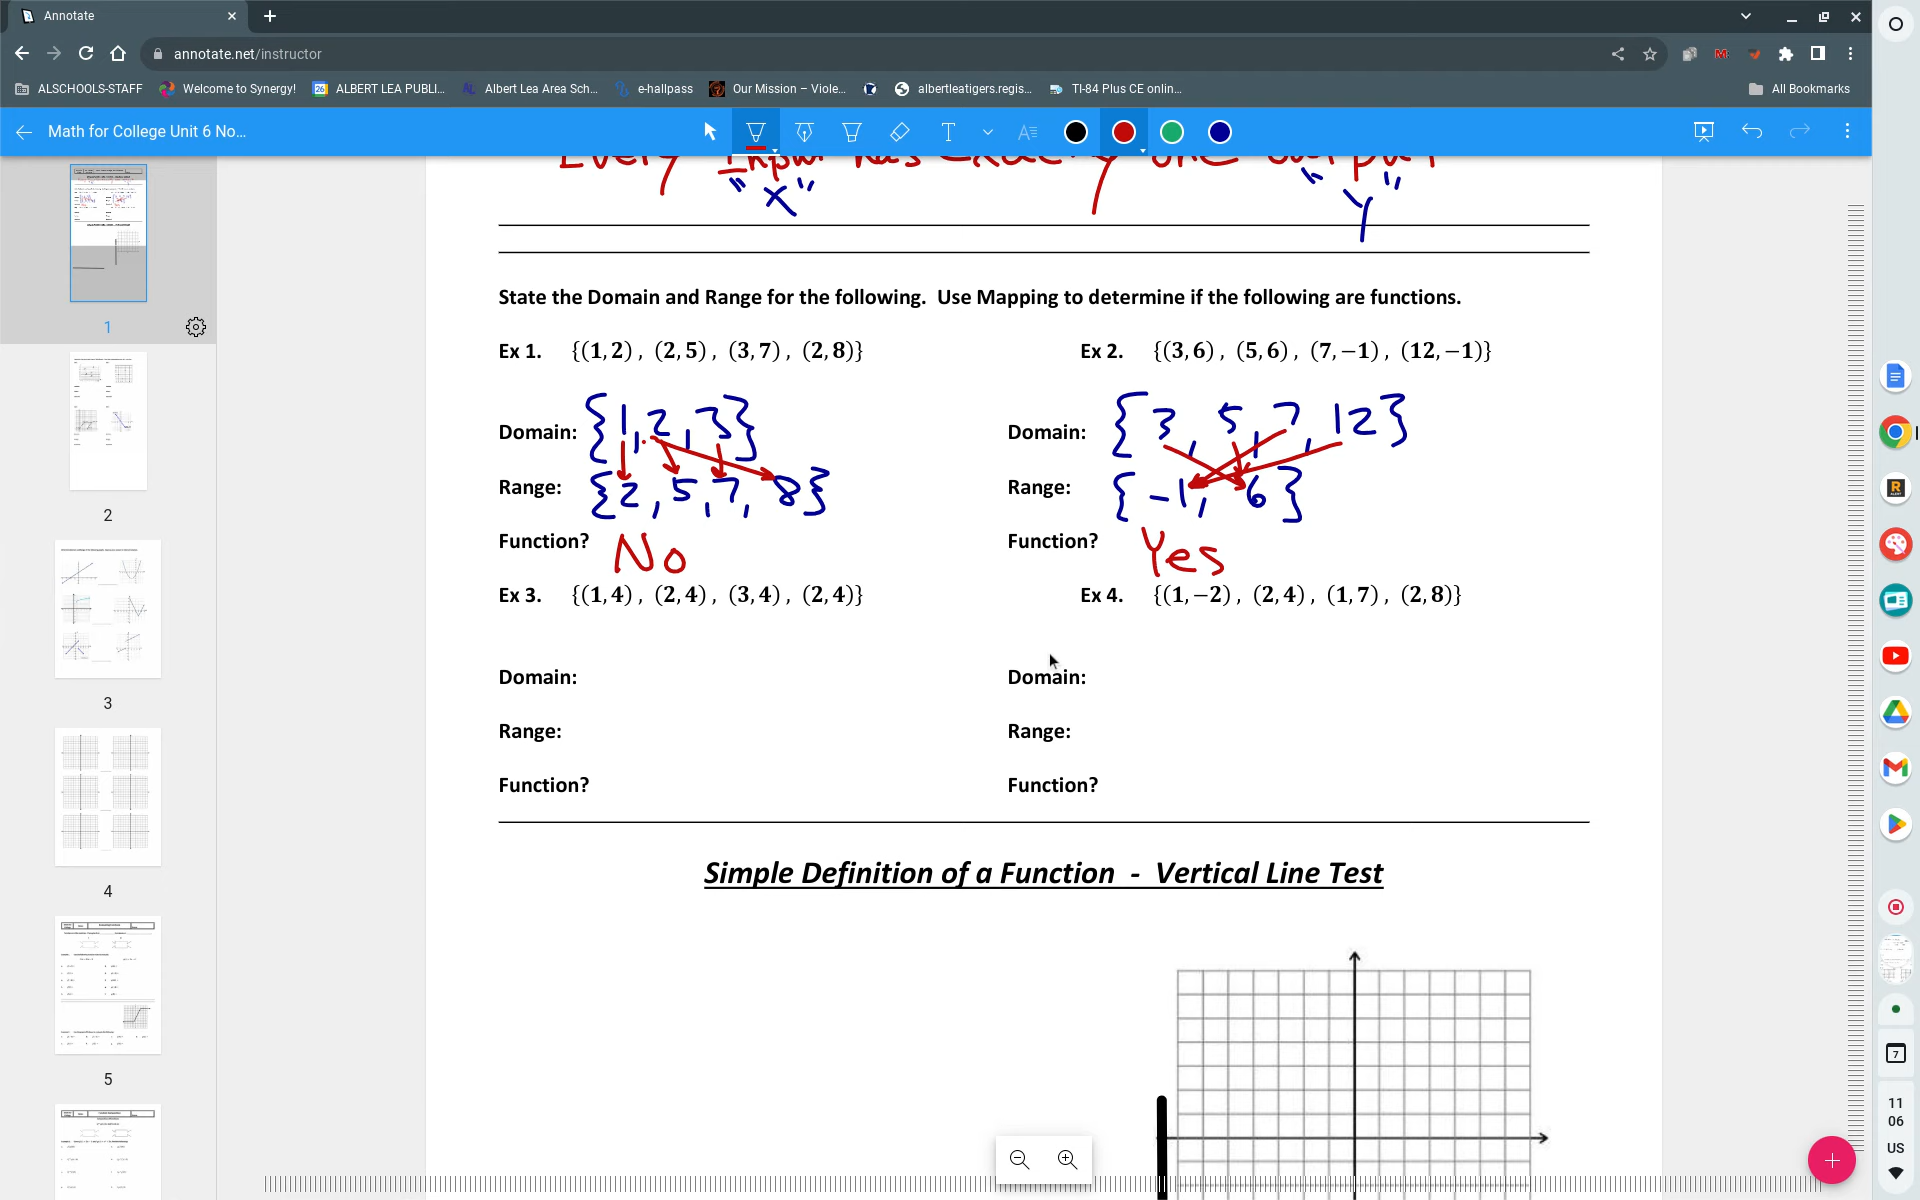 Annotate
annotate.net/instructor
ALSCHOOLS-STAFF Welcome to Synergy! ALBERT LEA PUBLI... Albert Lea Area Sch... e-hallpass Our Mission – Viole... albertleatigers.regis... TI-84 Plus CE onlin... All Bookmarks
Math for College Unit 6 No...
Every Input has exactly one output
"X" "Y"
State the Domain and Range for the following. Use Mapping to determine if the following are functions.
Ex 1. {(1, 2) , (2, 5) , (3, 7) , (2, 8)} Ex 2. {(3, 6) , (5, 6) , (7, −1) , (12, −1)}
Domain: {1, 2, 3} Domain: {3, 5, 7, 12}
Range: {2, 5, 7, 8} Range: {-1, 6}
Function? No Function? Yes
Ex 3. {(1, 4) , (2, 4) , (3, 4) , (2, 4)} Ex 4. {(1, −2) , (2, 4) , (1, 7) , (2, 8)}
Domain: Domain:
Range: Range:
Function? Function?
Simple Definition of a Function - Vertical Line Test
1
2
3
4
5
7
11
06
US